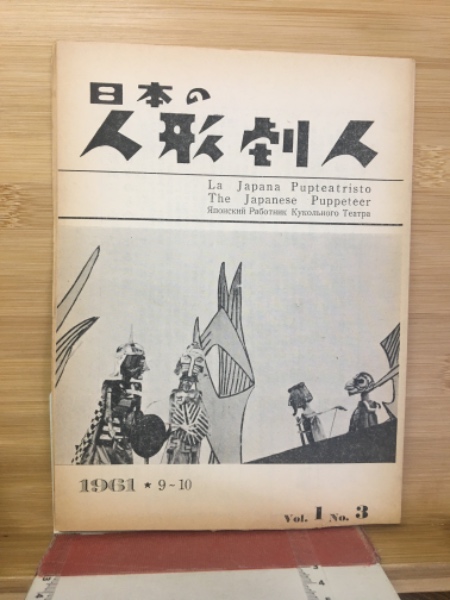 日本の
人形劇人
La Japana Pupteatristo
The Japanese Puppeteer
Японский Работник Кукольного Театра
1961 ★ 9-10
Vol. 1 No. 3